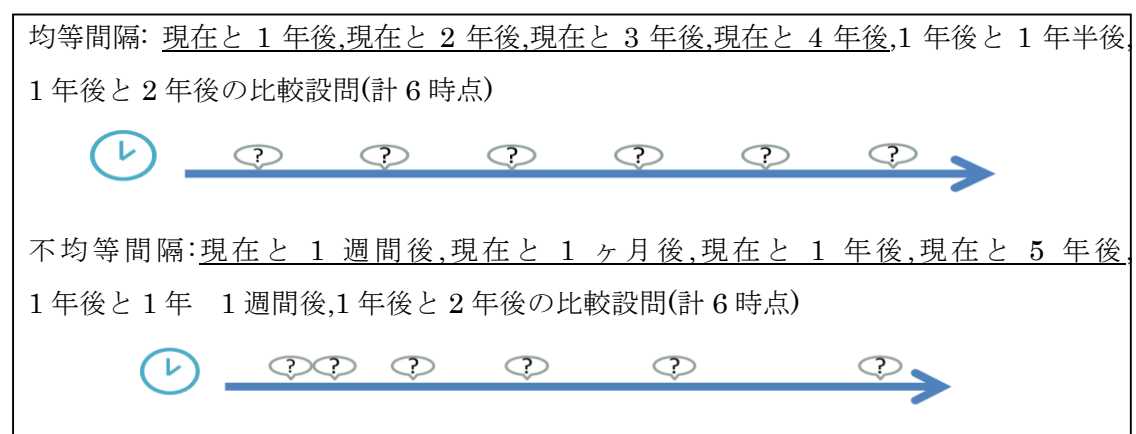 均等間隔: 現在と 1 年後,現在と 2 年後,現在と 3 年後,現在と 4 年後,1 年後と 1 年半後,
1 年後と 2 年後の比較設問(計 6 時点)
? ? ? ? ? ?
不均等間隔:現在と 1 週間後,現在と 1 ヶ月後,現在と 1 年後,現在と 5 年後,
1 年後と 1 年 1 週間後,1 年後と 2 年後の比較設問(計 6 時点)
? ? ? ? ? ?